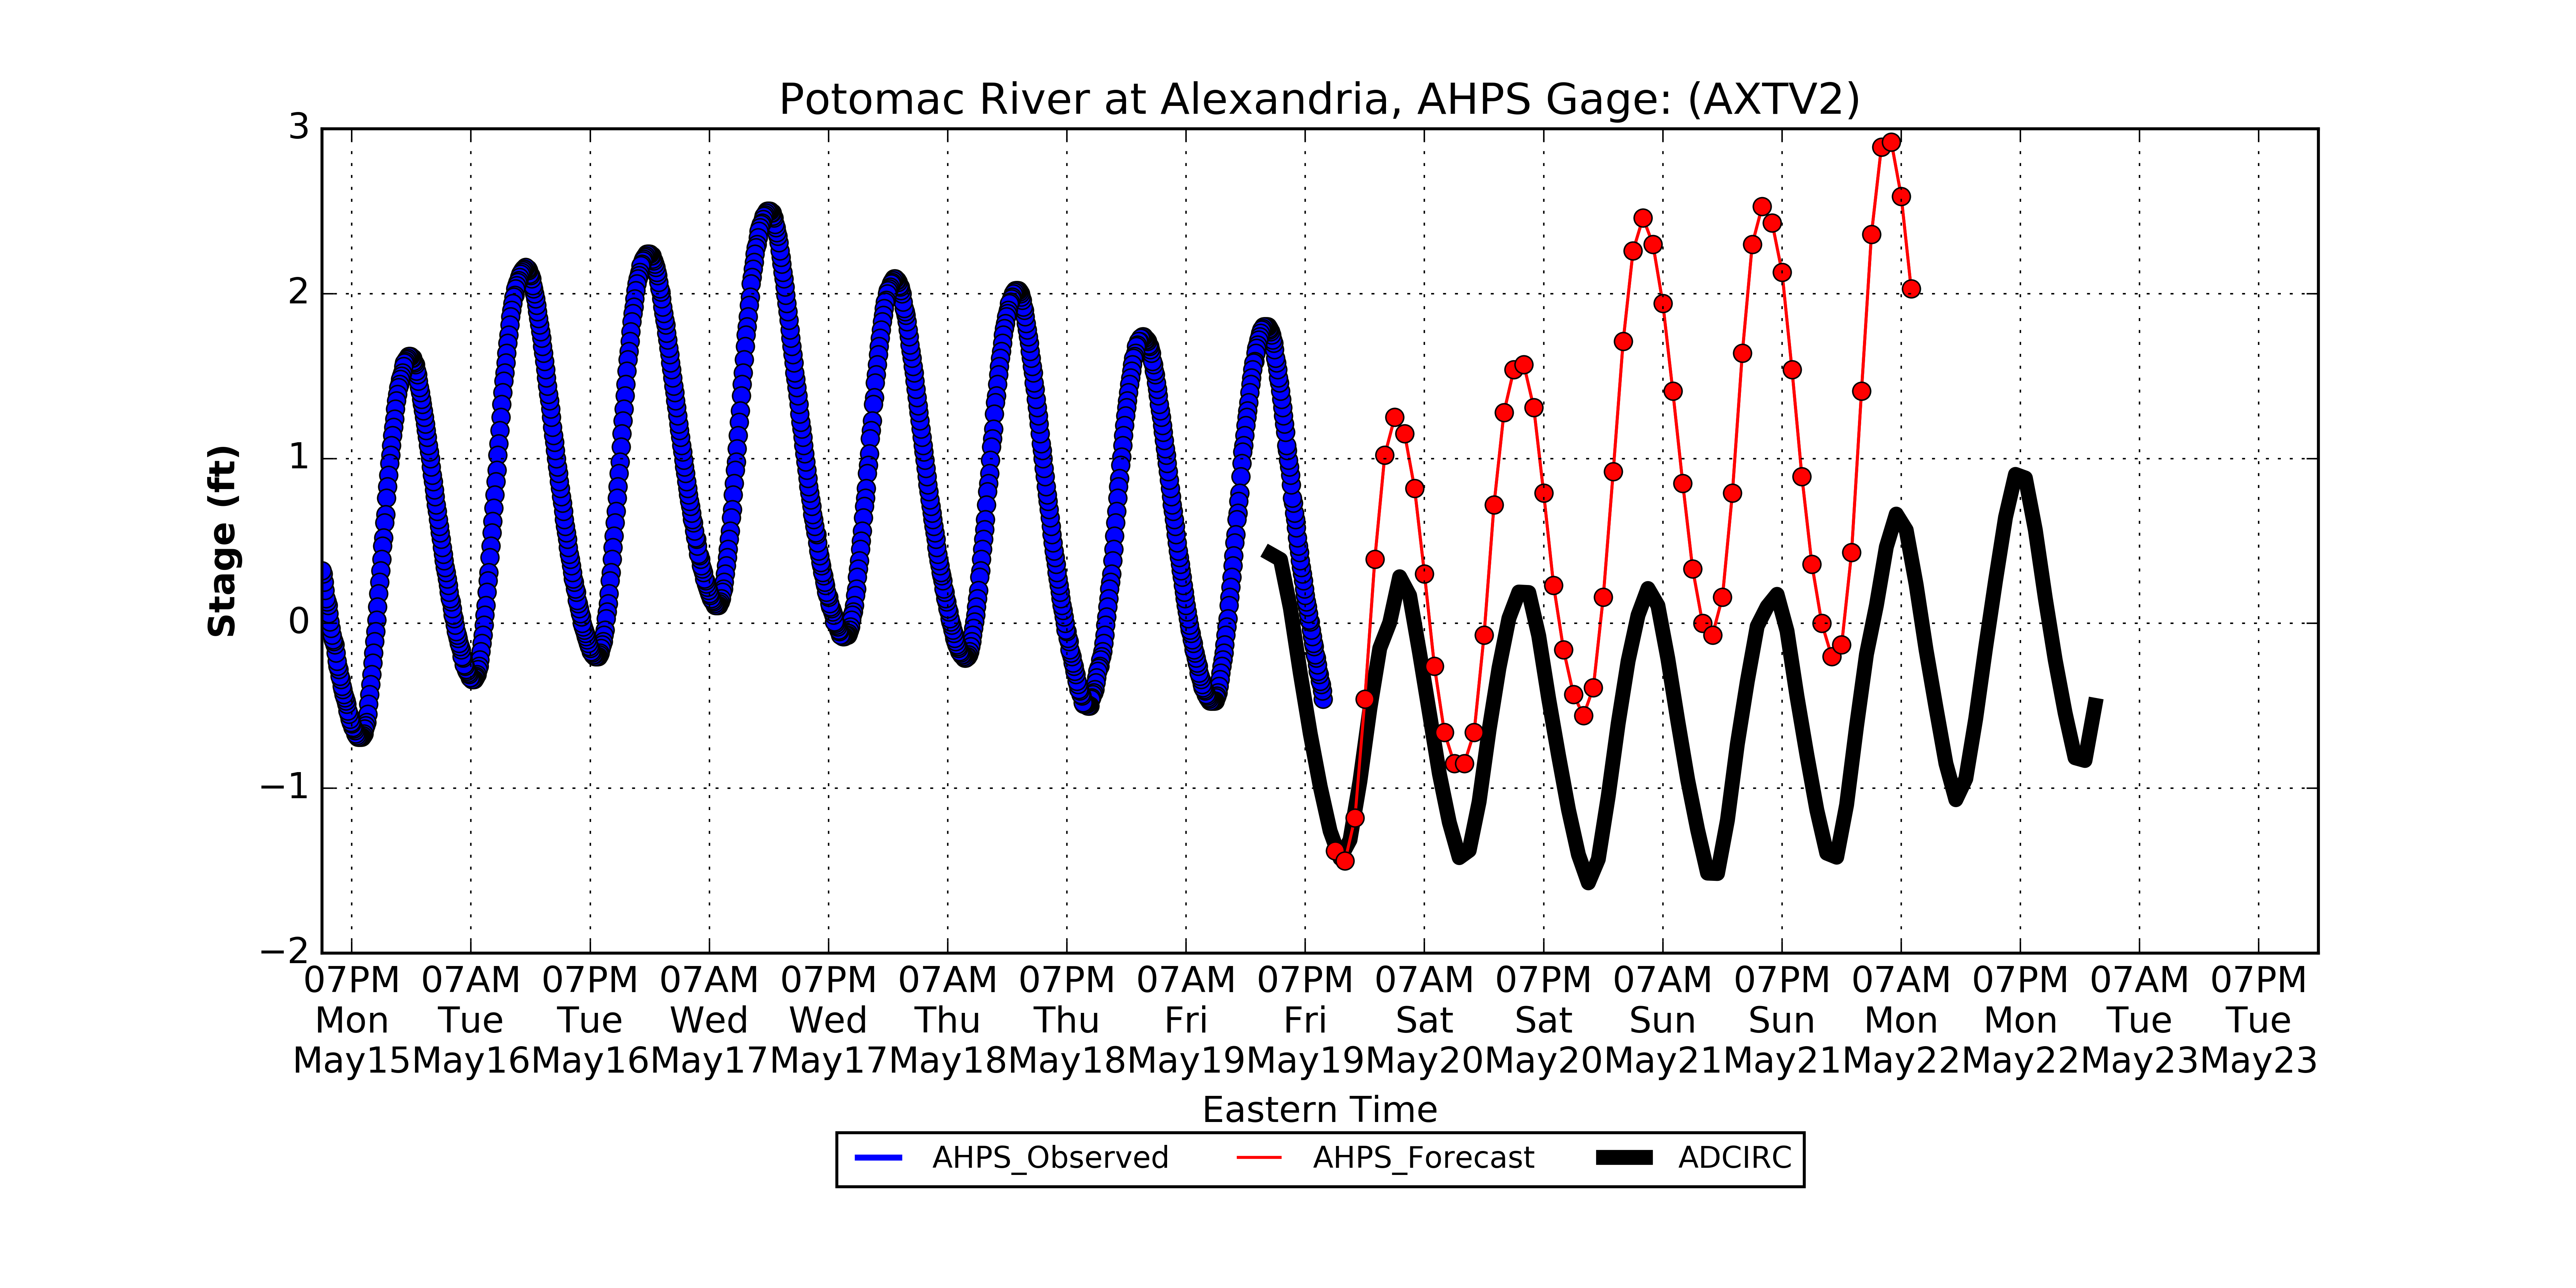 Potomac River at Alexandria, AHPS Gage: (AXTV2)
3
2
1
0
−1
−2
Stage (ft)
07PM 07AM 07PM 07AM 07PM 07AM 07PM 07AM 07PM 07AM 07PM 07AM 07PM 07AM 07PM 07AM 07PM
Mon Tue Tue Wed Wed Thu Thu Fri Fri Sat Sat Sun Sun Mon Mon Tue Tue
May15 May16 May16 May17 May17 May18 May18 May19 May19 May20 May20 May21 May21 May22 May22 May23 May23
Eastern Time
AHPS_Observed AHPS_Forecast ADCIRC